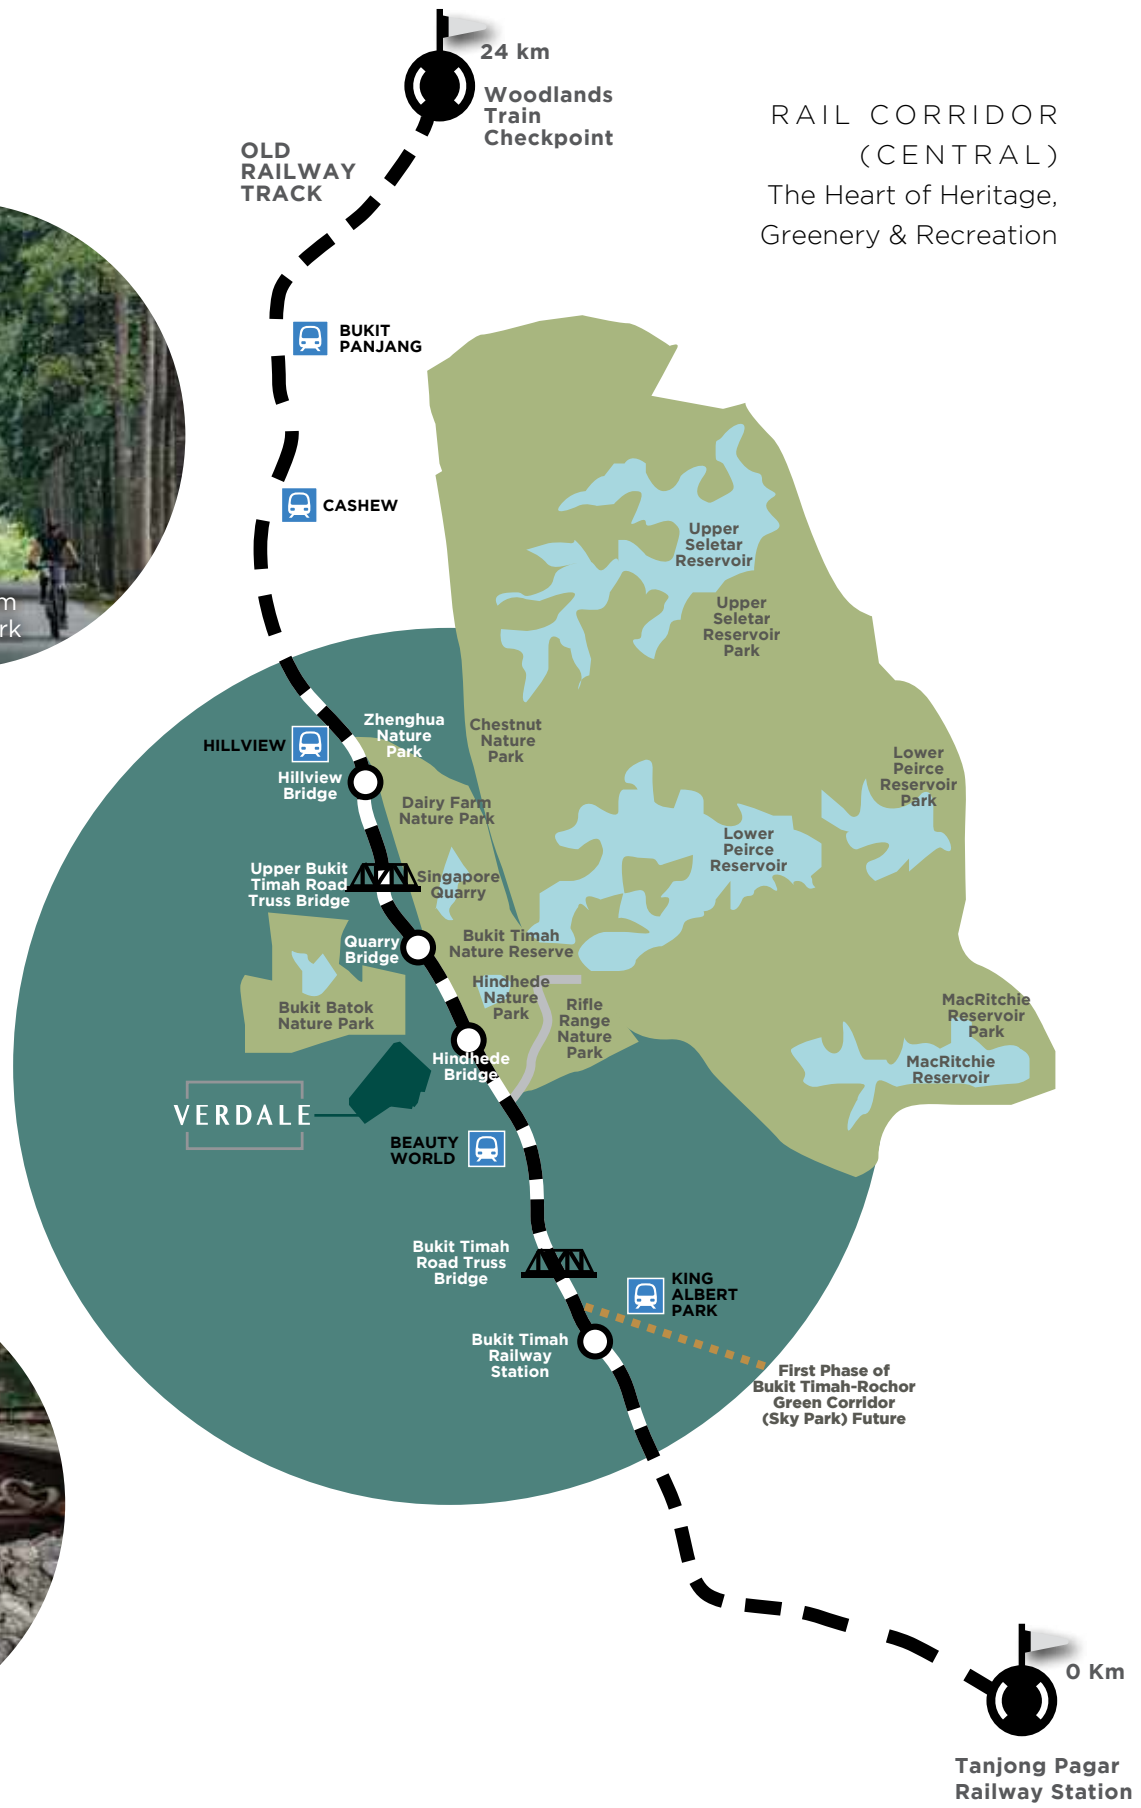 24 km
Woodlands
Train
Checkpoint
RAIL CORRIDOR
(CENTRAL)
The Heart of Heritage,
Greenery & Recreation
OLD
RAILWAY
TRACK
BUKIT
PANJANG
CASHEW
m
rk
Upper
Seletar
Reservoir
Upper
Seletar
Reservoir
Park
Zhenghua
Nature
Park
Chestnut
Nature
Park
HILLVIEW
Hillview
Bridge
Dairy Farm
Nature Park
Lower
Peirce
Reservoir
Park
Lower
Peirce
Reservoir
Upper Bukit
Timah Road
Truss Bridge
Singapore
Quarry
Quarry
Bridge
Bukit Timah
Nature Reserve
Hindhede
Nature
Park
Rifle
Range
Nature
Park
Bukit Batok
Nature Park
MacRitchie
Reservoir
Park
MacRitchie
Reservoir
Hindhede
Bridge
VERDALE
BEAUTY
WORLD
Bukit Timah
Road Truss
Bridge
KING
ALBERT
PARK
Bukit Timah
Railway
Station
First Phase of
Bukit Timah-Rochor
Green Corridor
(Sky Park) Future
0 Km
Tanjong Pagar
Railway Station